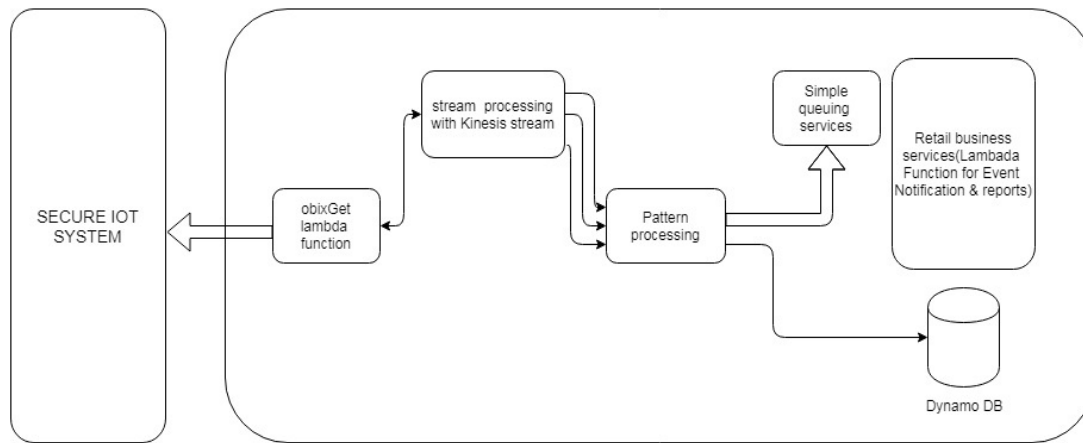 SECURE IOT
SYSTEM
obixGet
lambda
function
stream processing
with Kinesis stream
Pattern
processing
Simple
queuing
services
Retail business
services(Lambada
Function for Event
Notification & reports)
Dynamo DB